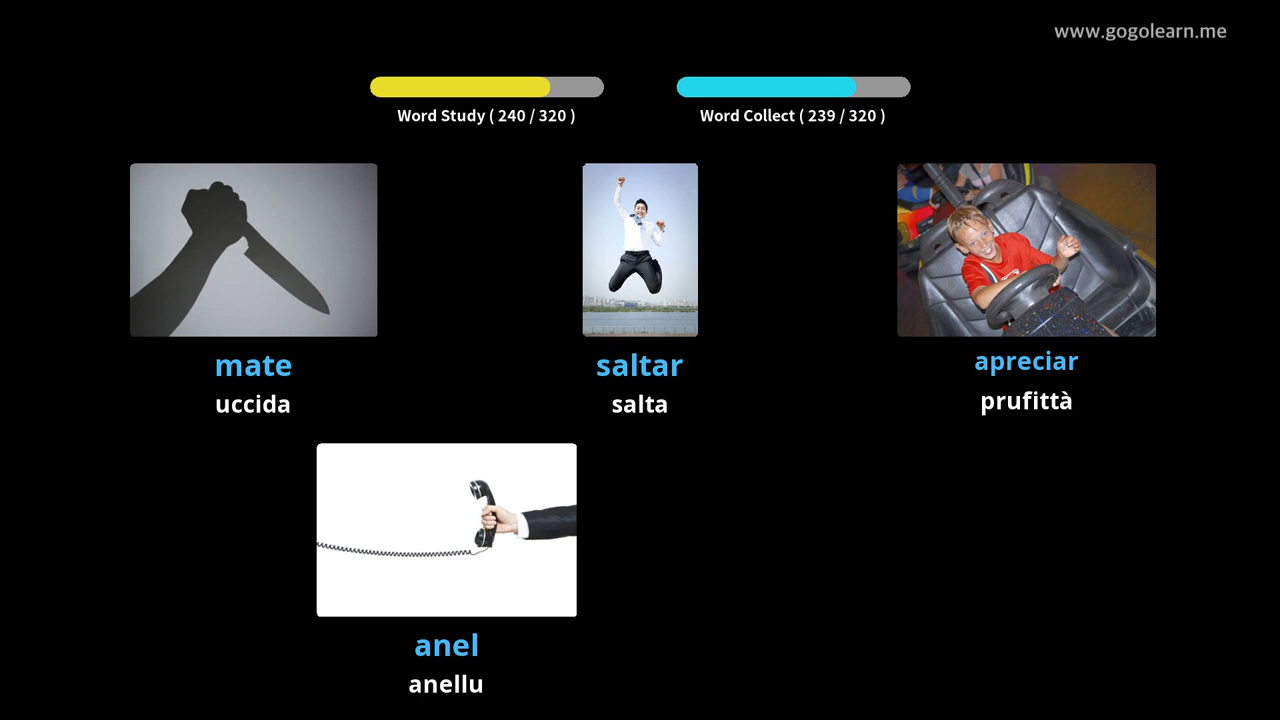 www.gogolearn.me
Word Study ( 240 / 320 )
Word Collect ( 239 / 320 )
mate
uccida
saltar
salta
apreciar
prufittà
anel
anellu